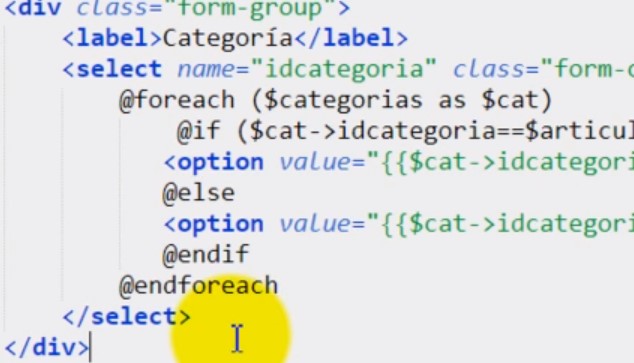 <div class="form-group">
<label>Categoría</label>
<select name="idcategoria" class="form-
@foreach ($categorias as $cat)
@if ($cat->idcategoria==$articul
<option value="{{$cat->idcategori
@else
<option value="{{$cat->idcategori
@endif
@endforeach
</select>
</div>